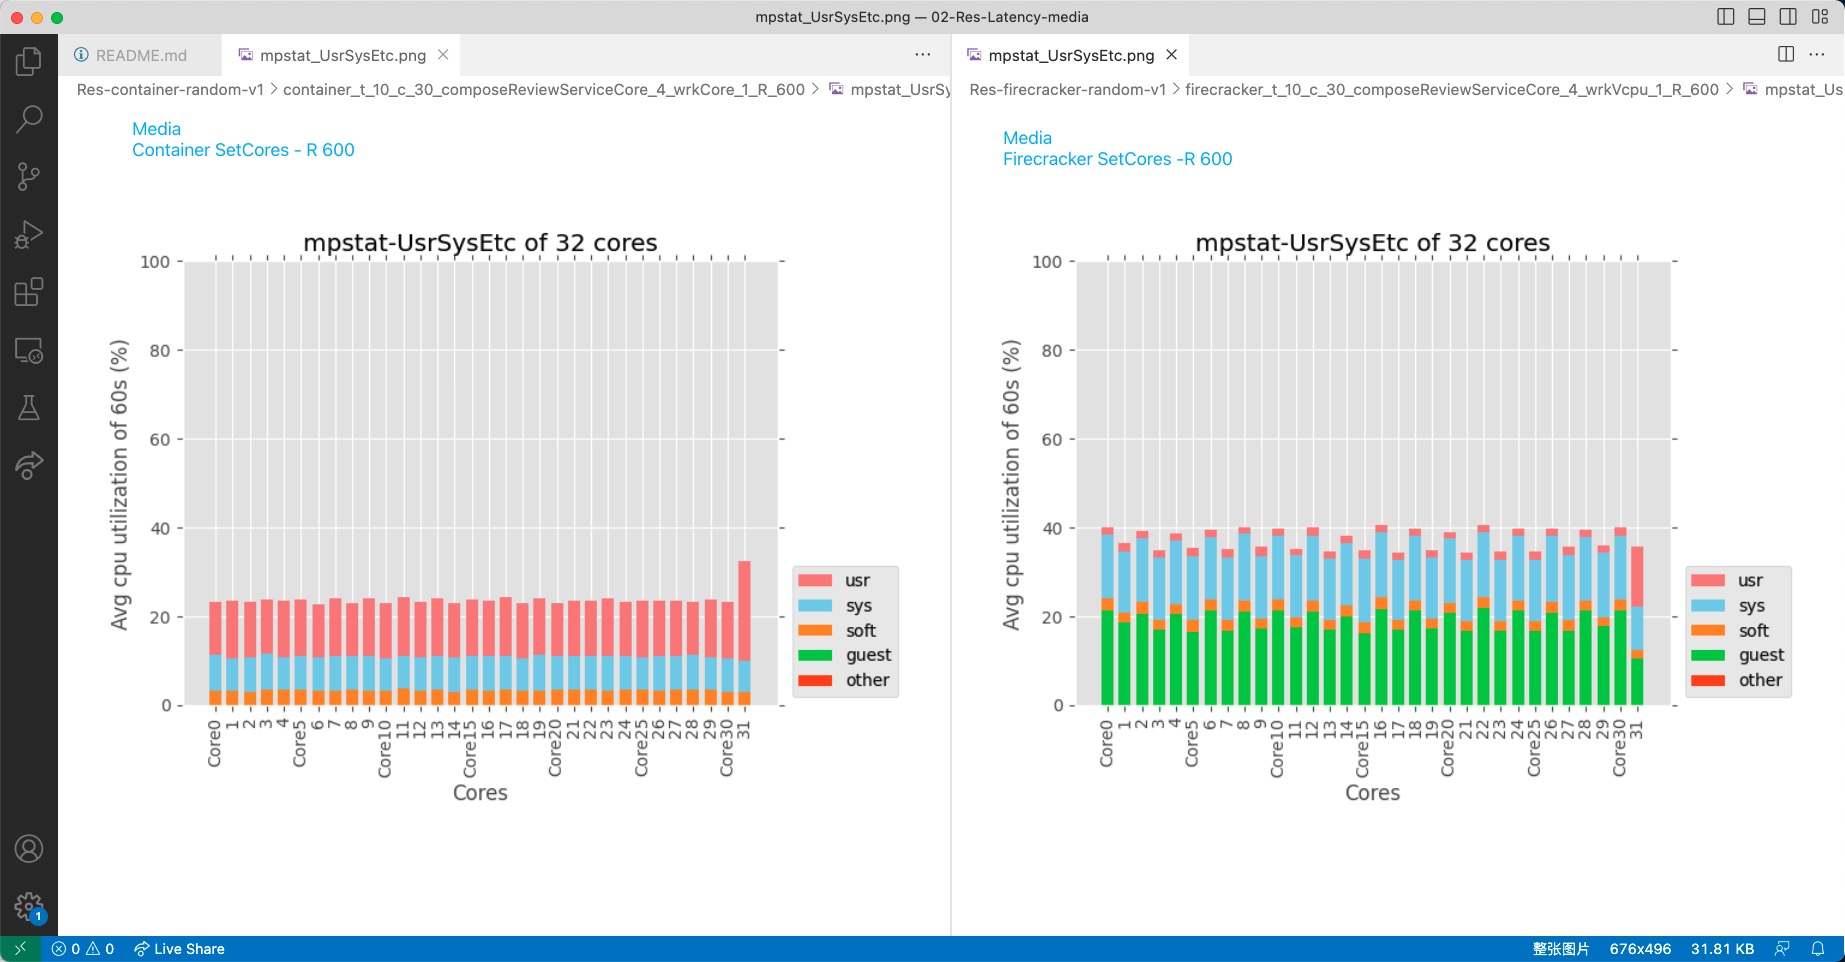 mpstat_UsrSysEtc.png — 02-Res-Latency-media
README.md
mpstat_UsrSysEtc.png
Res-container-random-v1 > container_t_10_c_30_composeReviewServiceCore_4_wrkCore_1_R_600 > mpstat_UsrSy
Media
Container SetCores - R 600
mpstat-UsrSysEtc of 32 cores
Avg cpu utilization of 60s (%)
100
80
60
40
20
0
usr
sys
soft
guest
other
Core0 1 2 3 4 Core5 6 7 8 9 Core10 11 12 13 14 Core15 16 17 18 19 Core20 21 22 23 24 Core25 26 27 28 29 Core30 31
Cores
mpstat_UsrSysEtc.png
Res-firecracker-random-v1 > firecracker_t_10_c_30_composeReviewServiceCore_4_wrkVcpu_1_R_600 > mpstat_Us
Media
Firecracker SetCores -R 600
mpstat-UsrSysEtc of 32 cores
Avg cpu utilization of 60s (%)
100
80
60
40
20
0
usr
sys
soft
guest
other
Core0 1 2 3 4 Core5 6 7 8 9 Core10 11 12 13 14 Core15 16 17 18 19 Core20 21 22 23 24 Core25 26 27 28 29 Core30 31
Cores
1
0 0 Live Share
整张图片 676x496 31.81 KB